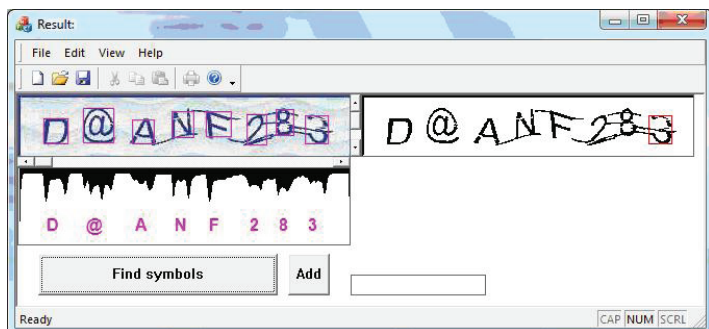 Result:
File Edit View Help
D@ANF283
D@ANF283
D @ A N F 2 8 3
Find symbols
Add
Ready
CAP NUM SCRL